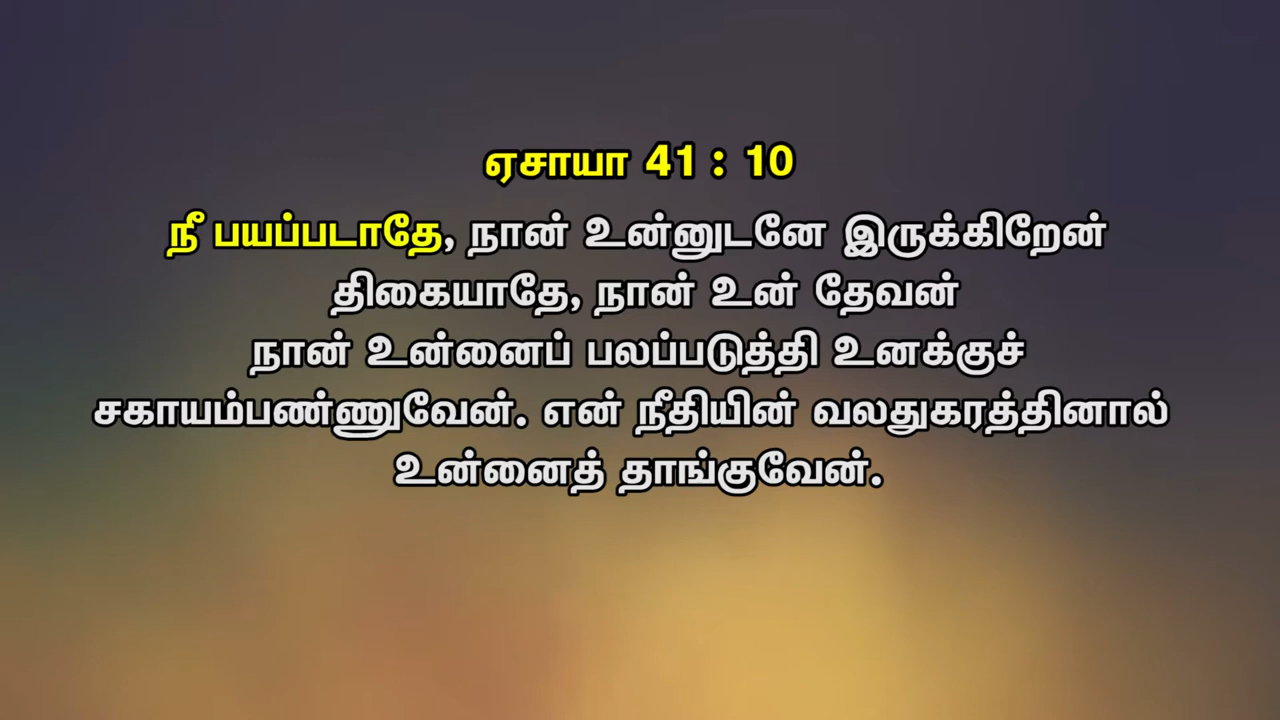 ஏசாயா 41 : 10
நீ பயப்படாதே, நான் உன்னுடனே இருக்கிறேன்
திகையாதே, நான் உன் தேவன்
நான் உன்னைப் பலப்படுத்தி உனக்குச்
சகாயம்பண்ணுவேன். என் நீதியின் வலதுகரத்தினால்
உன்னைத் தாங்குவேன்.